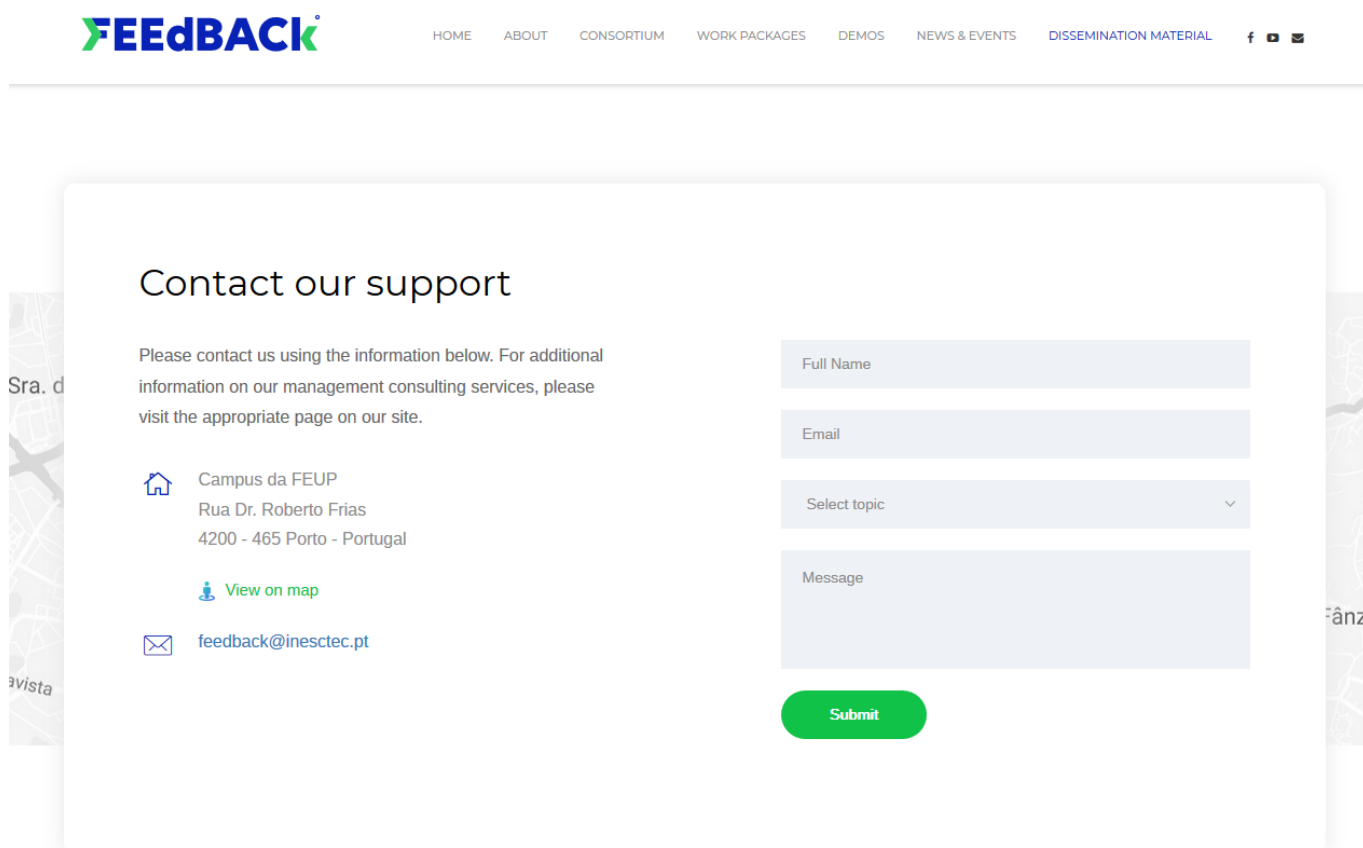 FEEdBACk
HOME ABOUT CONSORTIUM WORK PACKAGES DEMOS NEWS & EVENTS DISSEMINATION MATERIAL
Contact our support
Please contact us using the information below. For additional
information on our management consulting services, please
visit the appropriate page on our site.
Campus da FEUP
Rua Dr. Roberto Frias
4200 - 465 Porto - Portugal
View on map
feedback@inesctec.pt
Full Name
Email
Select topic
Message
Submit
Sra. d
avista
Fânz